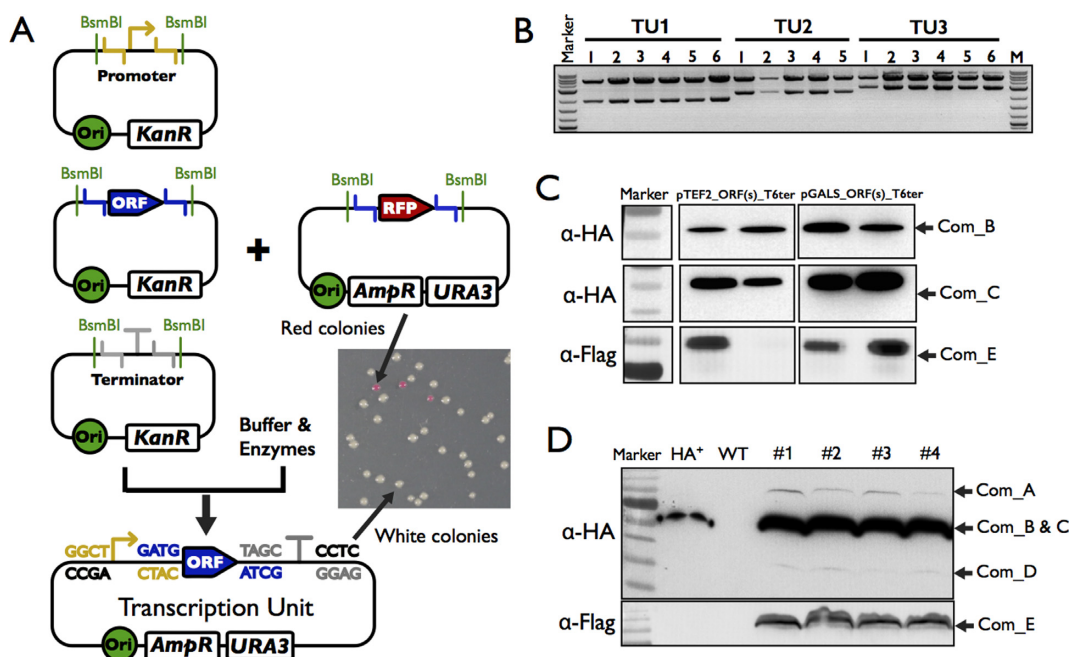 A
BsmBI BsmBI
Promoter
Ori KanR
BsmBI BsmBI
ORF
Ori KanR
BsmBI BsmBI
Terminator
Ori KanR
+
BsmBI BsmBI
RFP
Ori AmpR URA3
Red colonies
White colonies
Buffer &
Enzymes
GGCT GATG TAGC CCTC
CCGA CTAC ORF ATCG GGAG
Transcription Unit
Ori AmpR URA3
B
Marker TU1 TU2 TU3
1 2 3 4 5 6 1 2 3 4 5 1 2 3 4 5 6 M
C
Marker pTEF2_ORF(s)_T6ter pGALS_ORF(s)_T6ter
α-HA Com_B
α-HA Com_C
α-Flag Com_E
D
Marker HA+ WT #1 #2 #3 #4
Com_A
α-HA Com_B & C
Com_D
α-Flag Com_E